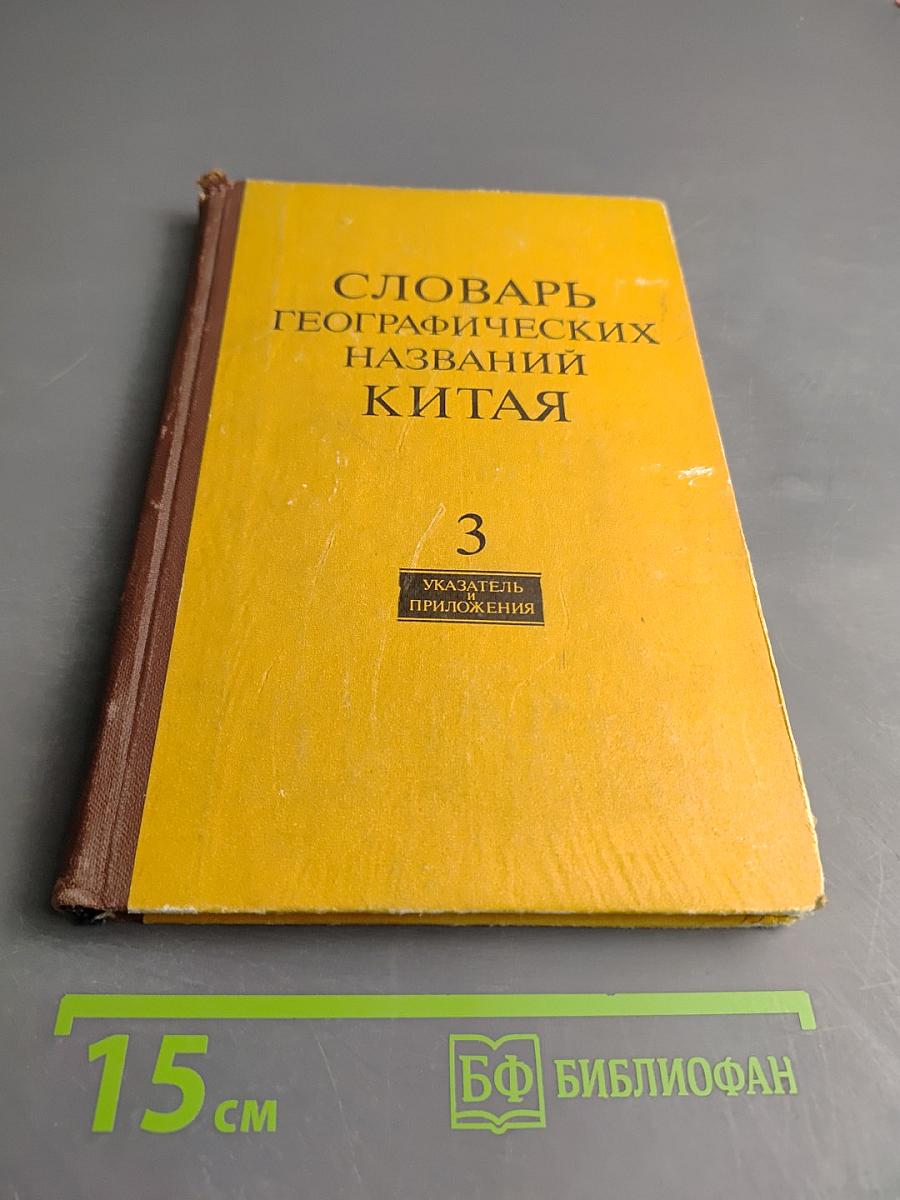 СЛОВАРЬ
ГЕОГРАФИЧЕСКИХ
НАЗВАНИЙ
КИТАЯ
3
УКАЗАТЕЛЬ
и
ПРИЛОЖЕНИЯ
15 см
БФ БИБЛИОФАН